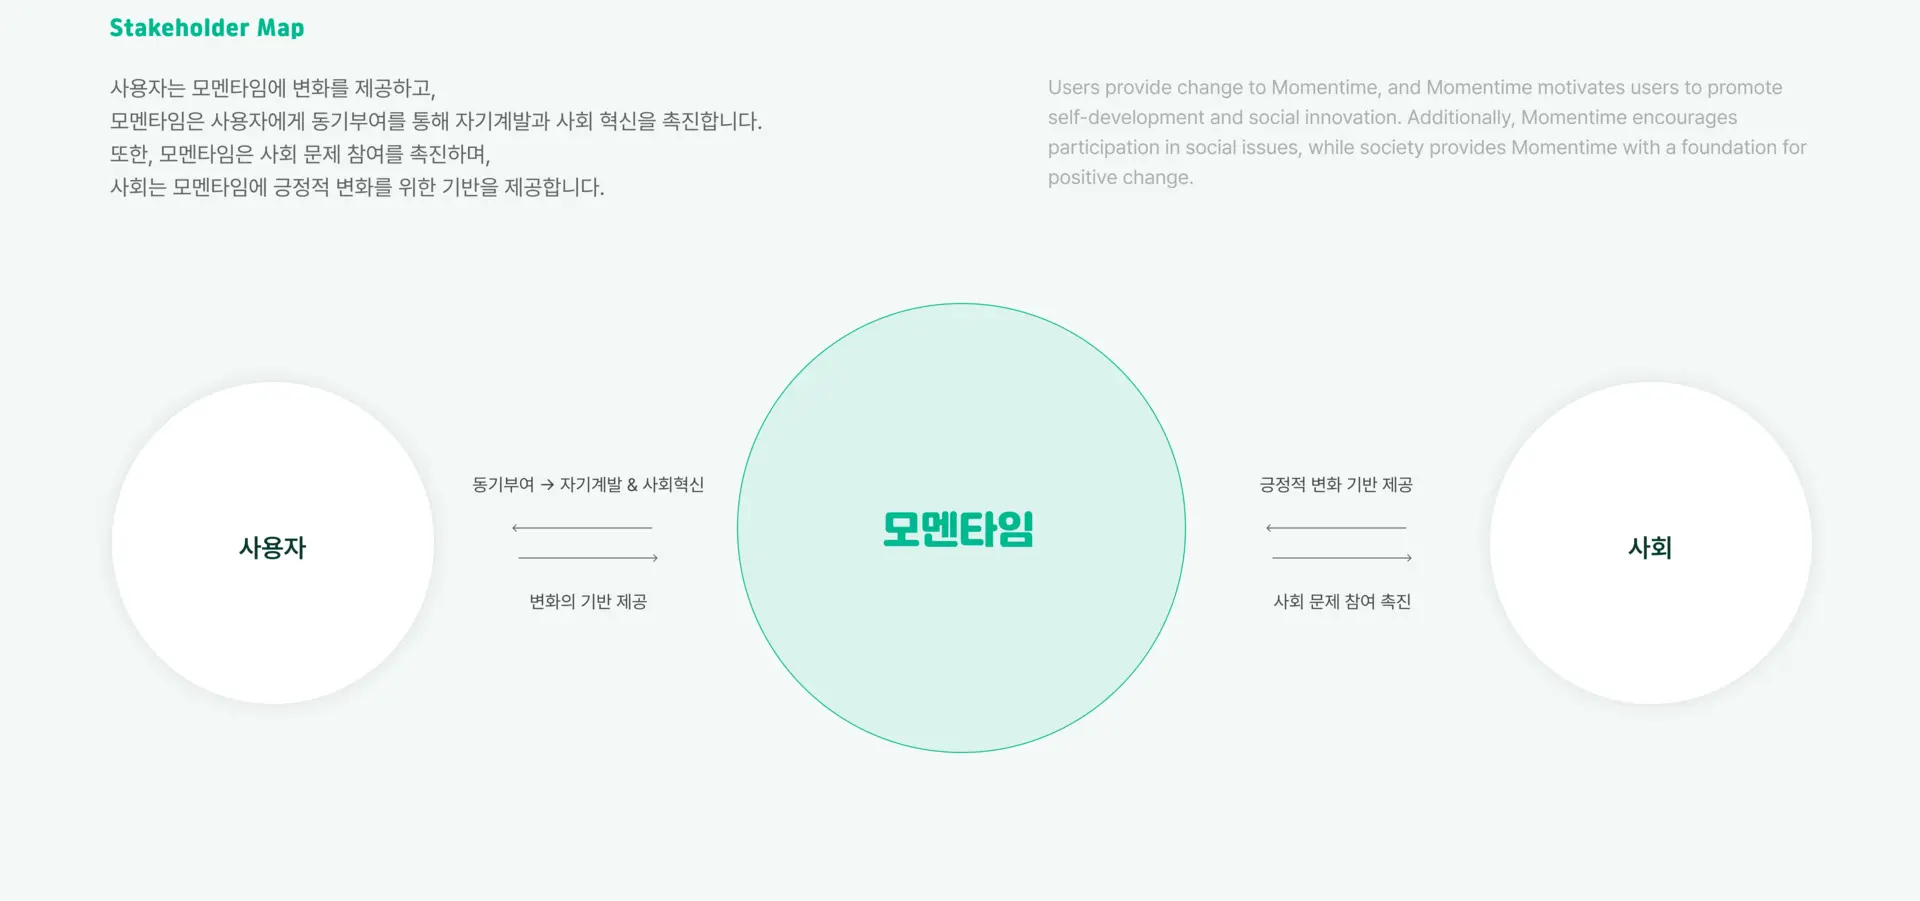 Stakeholder Map
사용자는 모멘타임에 변화를 제공하고,
모멘타임은 사용자에게 동기부여를 통해 자기계발과 사회 혁신을 촉진합니다.
또한, 모멘타임은 사회 문제 참여를 촉진하며,
사회는 모멘타임에 긍정적 변화를 위한 기반을 제공합니다.
Users provide change to Momentime, and Momentime motivates users to promote
self-development and social innovation. Additionally, Momentime encourages
participation in social issues, while society provides Momentime with a foundation for
positive change.
사용자
동기부여 → 자기계발 & 사회혁신
변화의 기반 제공
모멘타임
긍정적 변화 기반 제공
사회 문제 참여 촉진
사회